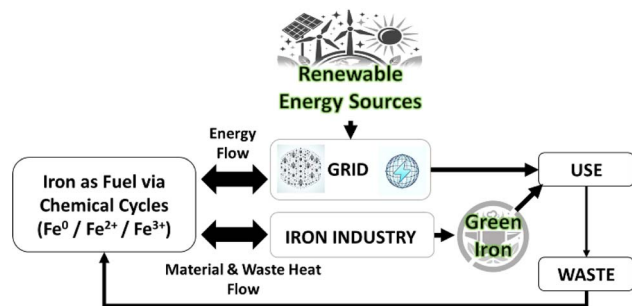 Renewable
Energy Sources
Energy
Flow
GRID
USE
Iron as Fuel via
Chemical Cycles
(Fe⁰ / Fe²⁺ / Fe³⁺)
IRON INDUSTRY
Green
Iron
Material & Waste Heat
Flow
WASTE